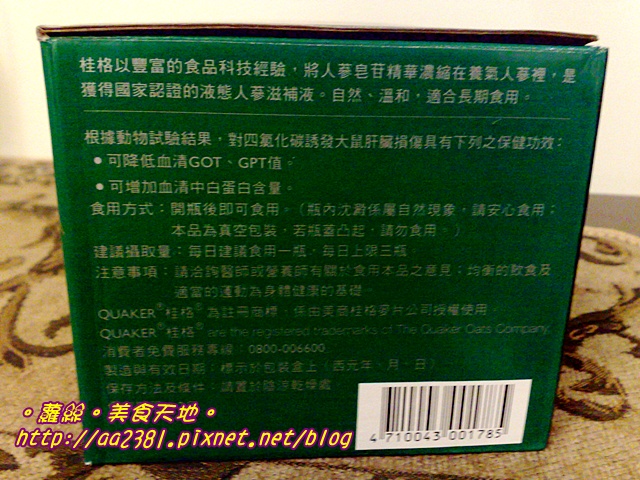 桂格以豐富的食品科技經驗，將人蔘皂苷精華濃縮在養氣人蔘裡，是
獲得國家認證的液態人蔘滋補液。自然、溫和，適合長期食用。
根據動物試驗結果，對四氯化碳誘發大鼠肝臟損傷具有下列之保健功效：
● 可降低血清GOT、GPT值。
● 可增加血清中白蛋白含量。
食用方式：開瓶後即可食用。（瓶內沈澱係屬自然現象，請安心食用；
本品為真空包裝，若瓶蓋凸起，請勿食用。）
建議攝取量：每日建議食用一瓶，每日上限三瓶
注意事項：請洽詢醫師或營養師有關於食用本品之意見；均衡的飲食及
適當的運動為身體健康的基礎。
QUAKER®桂格® 為註冊商標，係由美商桂格麥片公司授權使用
QUAKER®桂格® are the registered trademarks of The Quaker Oats Company.
消費者免費服務專線：0800-006600
製造與有效日期：標示於包裝盒上（西元年、月、日）
保存方法及條件：請置於陰涼乾燥處
4 710043 001785
。蘿絲。美食天地。
http://aa2381.pixnet.net/blog